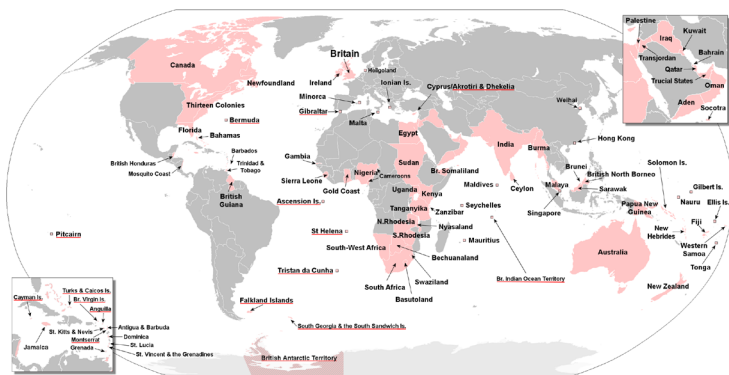 Britain
Heligoland
Canada
Newfoundland
Ireland
Ionian Is.
Cyprus/Akrotiri & Dhekelia
Minorca
Gibraltar
Malta
Weihai
Thirteen Colonies
Bermuda
Florida
Bahamas
Hong Kong
Egypt
India
Burma
British Honduras
Mosquito Coast
Barbados
Trinidad &
Tobago
Gambia
Sierra Leone
Gold Coast
Nigeria
Cameroons
Sudan
Br. Somaliland
Maldives
Ceylon
Brunei
British North Borneo
Malaya
Sarawak
Singapore
Solomon Is.
Gilbert Is.
Nauru
Ellis Is.
British
Guiana
Ascension Is.
Uganda
Kenya
Tanganyika
Zanzibar
Seychelles
Papua New
Guinea
Fiji
New
Hebrides
Western
Samoa
Tonga
Pitcairn
St Helena
N.Rhodesia
Nyasaland
S.Rhodesia
Mauritius
South-West Africa
Bechuanaland
Br. Indian Ocean Territory
Australia
Tristan da Cunha
South Africa
Swaziland
Basutoland
New Zealand
Falkland Islands
South Georgia & the South Sandwich Is.
British Antarctic Territory
Palestine
Iraq
Kuwait
Transjordan
Bahrain
Qatar
Trucial States
Oman
Aden
Socotra
Turks & Caicos Is.
Cayman Is.
Br. Virgin Is.
Anguilla
St. Kitts & Nevis
Antigua & Barbuda
Montserrat
Dominica
Jamaica
Grenada
St. Lucia
St. Vincent & the Grenadines